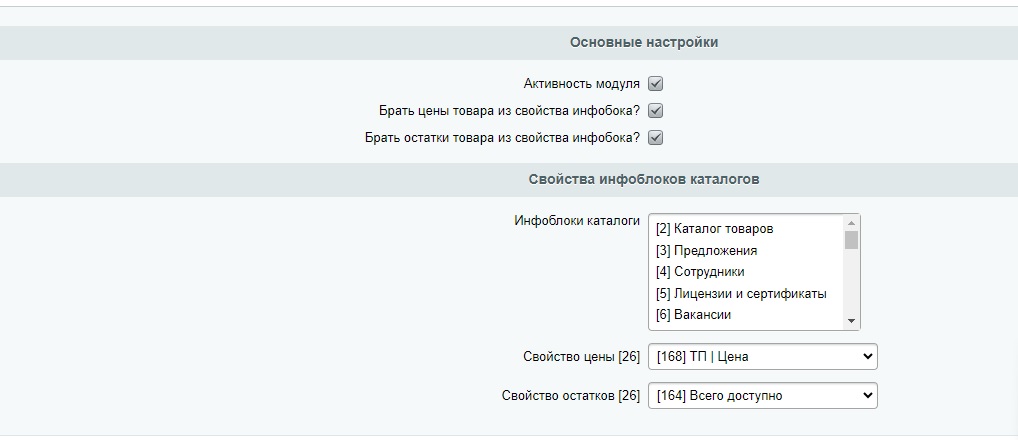 Основные настройки
Активность модуля
Брать цены товара из свойства инфобока?
Брать остатки товара из свойства инфобока?
Свойства инфоблоков каталогов
Инфоблоки каталоги
[2] Каталог товаров
[3] Предложения
[4] Сотрудники
[5] Лицензии и сертификаты
[6] Вакансии
Свойство цены [26] [168] ТП | Цена
Свойство остатков [26] [164] Всего доступно